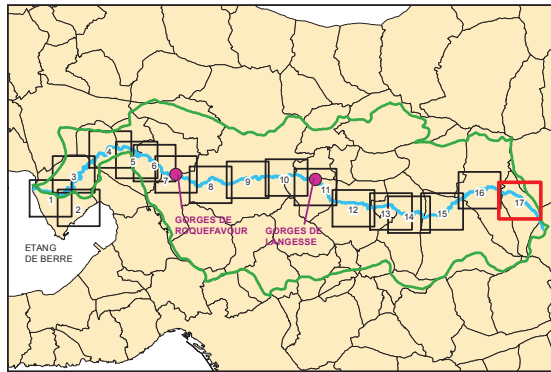 1
2
3
4
5
6
7
8
9
10
11
12
13
14
15
16
17
GORGES DE
ROQUEFAVOUR
GORGES DE
LANGESSE
ETANG
DE BERRE